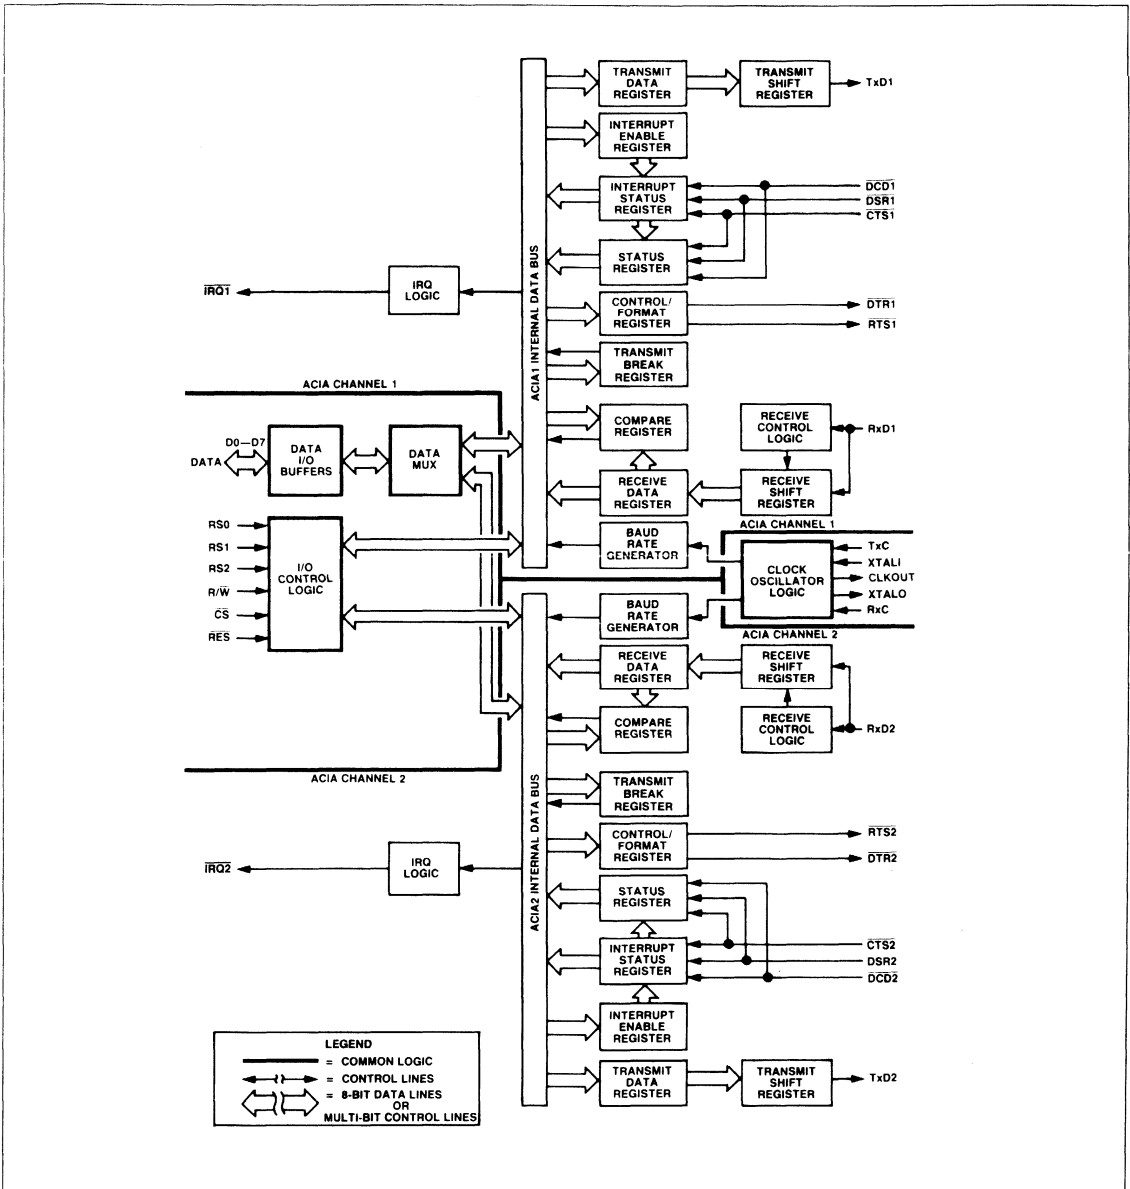 TRANSMIT
DATA
REGISTER
TRANSMIT
SHIFT
REGISTER
TxD1
INTERRUPT
ENABLE
REGISTER
INTERRUPT
STATUS
REGISTER
DCD1
DSR1
CTS1
STATUS
REGISTER
IRQ1
IRQ
LOGIC
ACIA1 INTERNAL DATA BUS
CONTROL/
FORMAT
REGISTER
DTR1
RTS1
TRANSMIT
BREAK
REGISTER
ACIA CHANNEL 1
COMPARE
REGISTER
RECEIVE
CONTROL
LOGIC
RxD1
D0—D7
DATA
DATA
I/O
BUFFERS
DATA
MUX
RECEIVE
DATA
REGISTER
RECEIVE
SHIFT
REGISTER
ACIA CHANNEL 1
RS0
RS1
RS2
R/W
CS
RES
I/O
CONTROL
LOGIC
BAUD
RATE
GENERATOR
CLOCK
OSCILLATOR
LOGIC
TxC
XTALI
CLKOUT
XTALO
RxC
BAUD
RATE
GENERATOR
ACIA CHANNEL 2
RECEIVE
DATA
REGISTER
RECEIVE
SHIFT
REGISTER
COMPARE
REGISTER
RECEIVE
CONTROL
LOGIC
RxD2
ACIA CHANNEL 2
ACIA2 INTERNAL DATA BUS
TRANSMIT
BREAK
REGISTER
CONTROL/
FORMAT
REGISTER
RTS2
DTR2
IRQ2
IRQ
LOGIC
STATUS
REGISTER
INTERRUPT
STATUS
REGISTER
CTS2
DSR2
DCD2
INTERRUPT
ENABLE
REGISTER
TRANSMIT
DATA
REGISTER
TRANSMIT
SHIFT
REGISTER
TxD2
LEGEND
= COMMON LOGIC
= CONTROL LINES
= 8-BIT DATA LINES
OR
MULTI-BIT CONTROL LINES